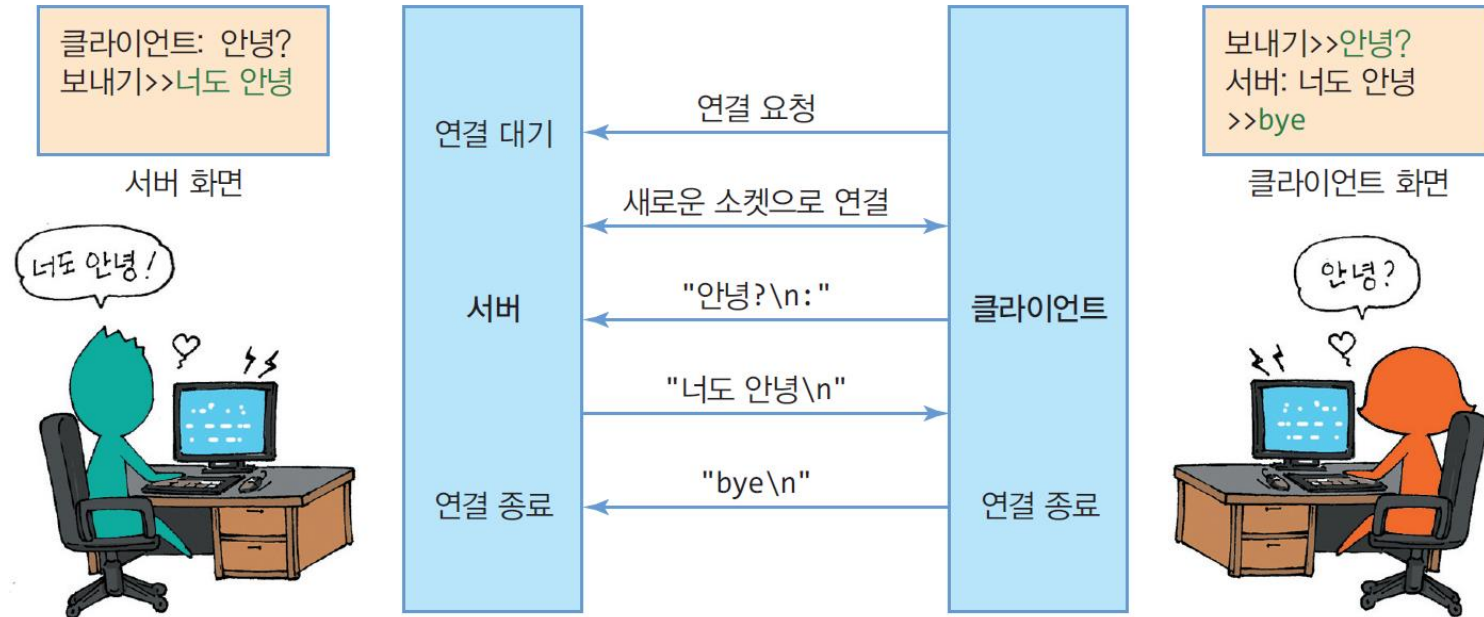 클라이언트: 안녕?
보내기>>너도 안녕
서버 화면
너도 안녕!
연결 대기
서버
연결 종료
연결 요청
새로운 소켓으로 연결
"안녕?\n:"
"너도 안녕\n"
"bye\n"
클라이언트
연결 종료
보내기>>안녕?
서버: 너도 안녕
>>bye
클라이언트 화면
안녕?